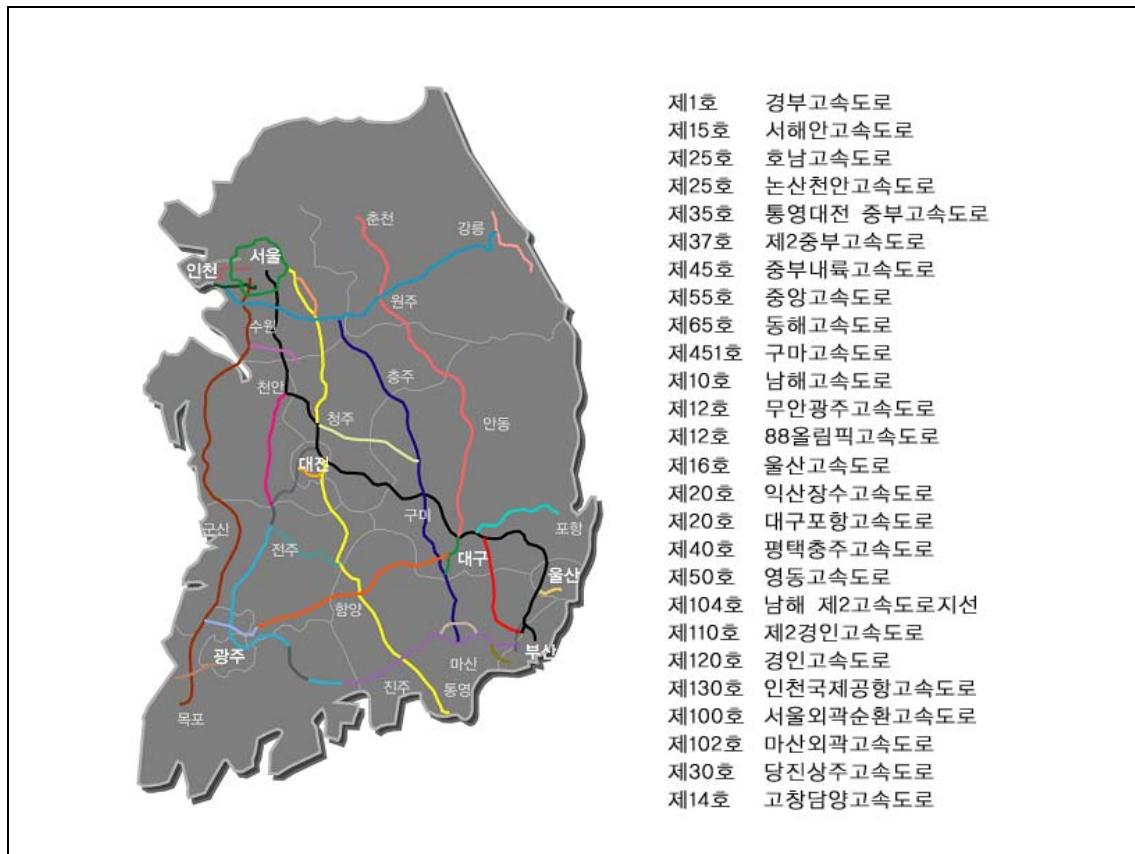 춘천
강릉
서울
인천
원주
수원
천안
충주
청주
안동
대전
구미
군산
포항
전주
대구
울산
함양
광주
부산
마산
진주
통영
목포
제1호 경부고속도로
제15호 서해안고속도로
제25호 호남고속도로
제25호 논산천안고속도로
제35호 통영대전 중부고속도로
제37호 제2중부고속도로
제45호 중부내륙고속도로
제55호 중앙고속도로
제65호 동해고속도로
제451호 구마고속도로
제10호 남해고속도로
제12호 무안광주고속도로
제12호 88올림픽고속도로
제16호 울산고속도로
제20호 익산장수고속도로
제20호 대구포항고속도로
제40호 평택충주고속도로
제50호 영동고속도로
제104호 남해 제2고속도로지선
제110호 제2경인고속도로
제120호 경인고속도로
제130호 인천국제공항고속도로
제100호 서울외곽순환고속도로
제102호 마산외곽고속도로
제30호 당진상주고속도로
제14호 고창담양고속도로